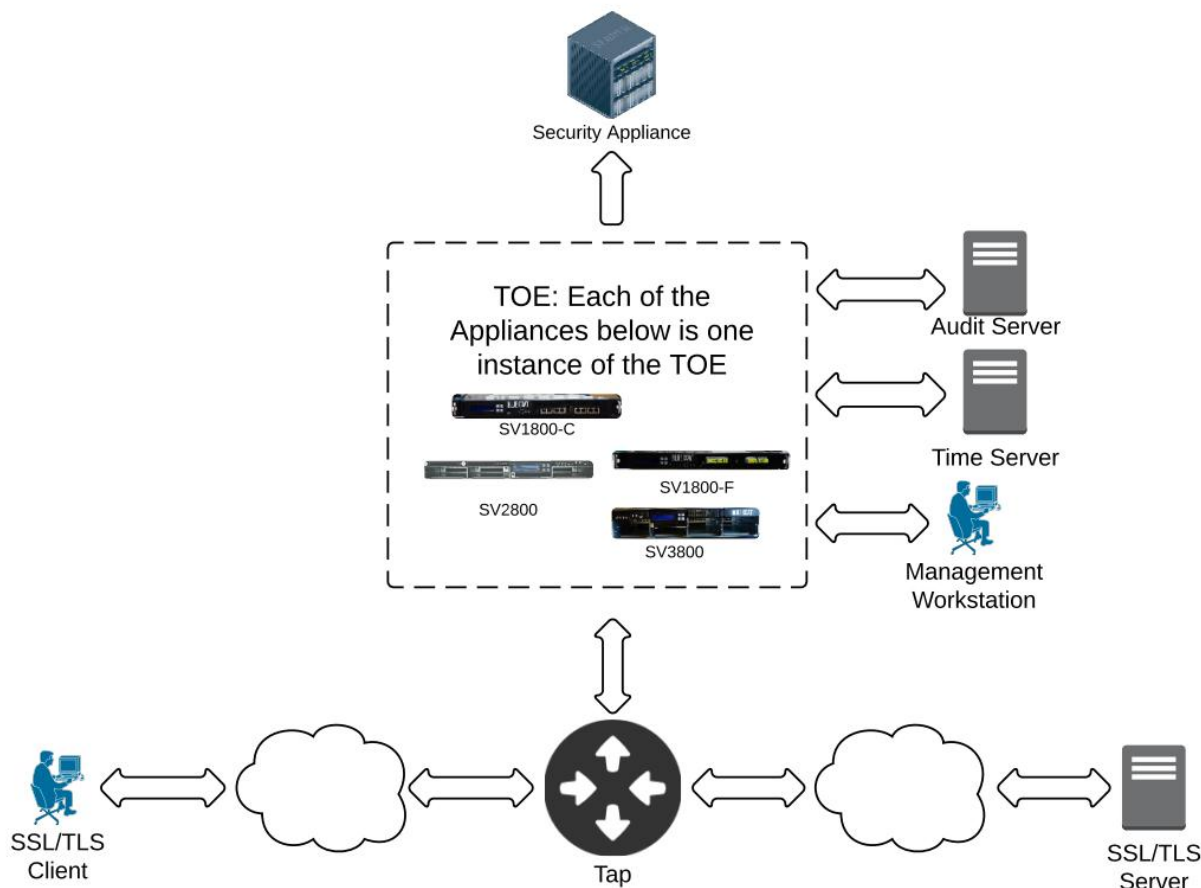 Security Appliance
TOE: Each of the
Appliances below is one
instance of the TOE
SV1800-C
SV1800-F
SV2800
SV3800
Audit Server
Time Server
Management
Workstation
SSL/TLS
Client
Tap
SSL/TLS
Server